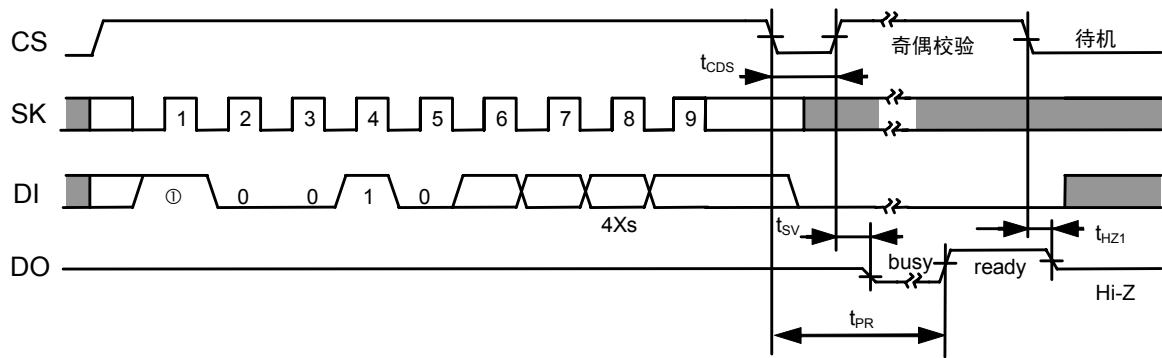 CS
奇偶校验
待机
tCDS
SK
1 2 3 4 5 6 7 8 9
DI
① 0 0 1 0
4Xs
tSV
tHZ1
DO
busy
ready
Hi-Z
tPR